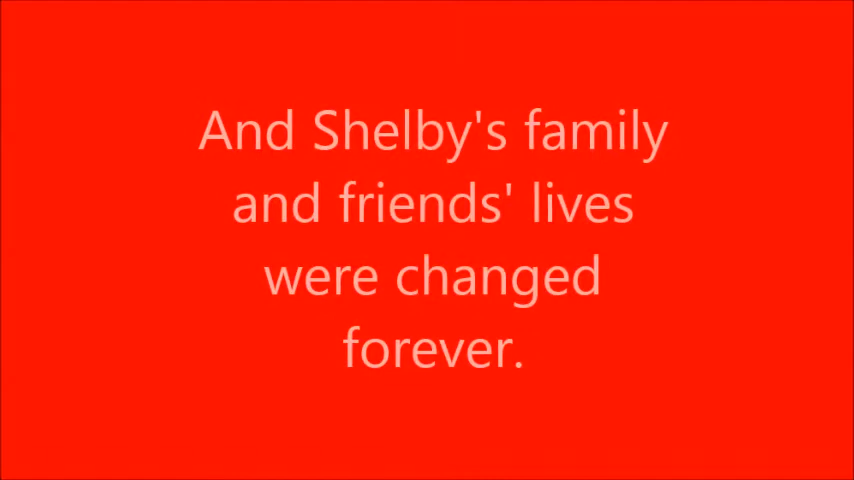 And Shelby's family
and friends' lives
were changed
forever.